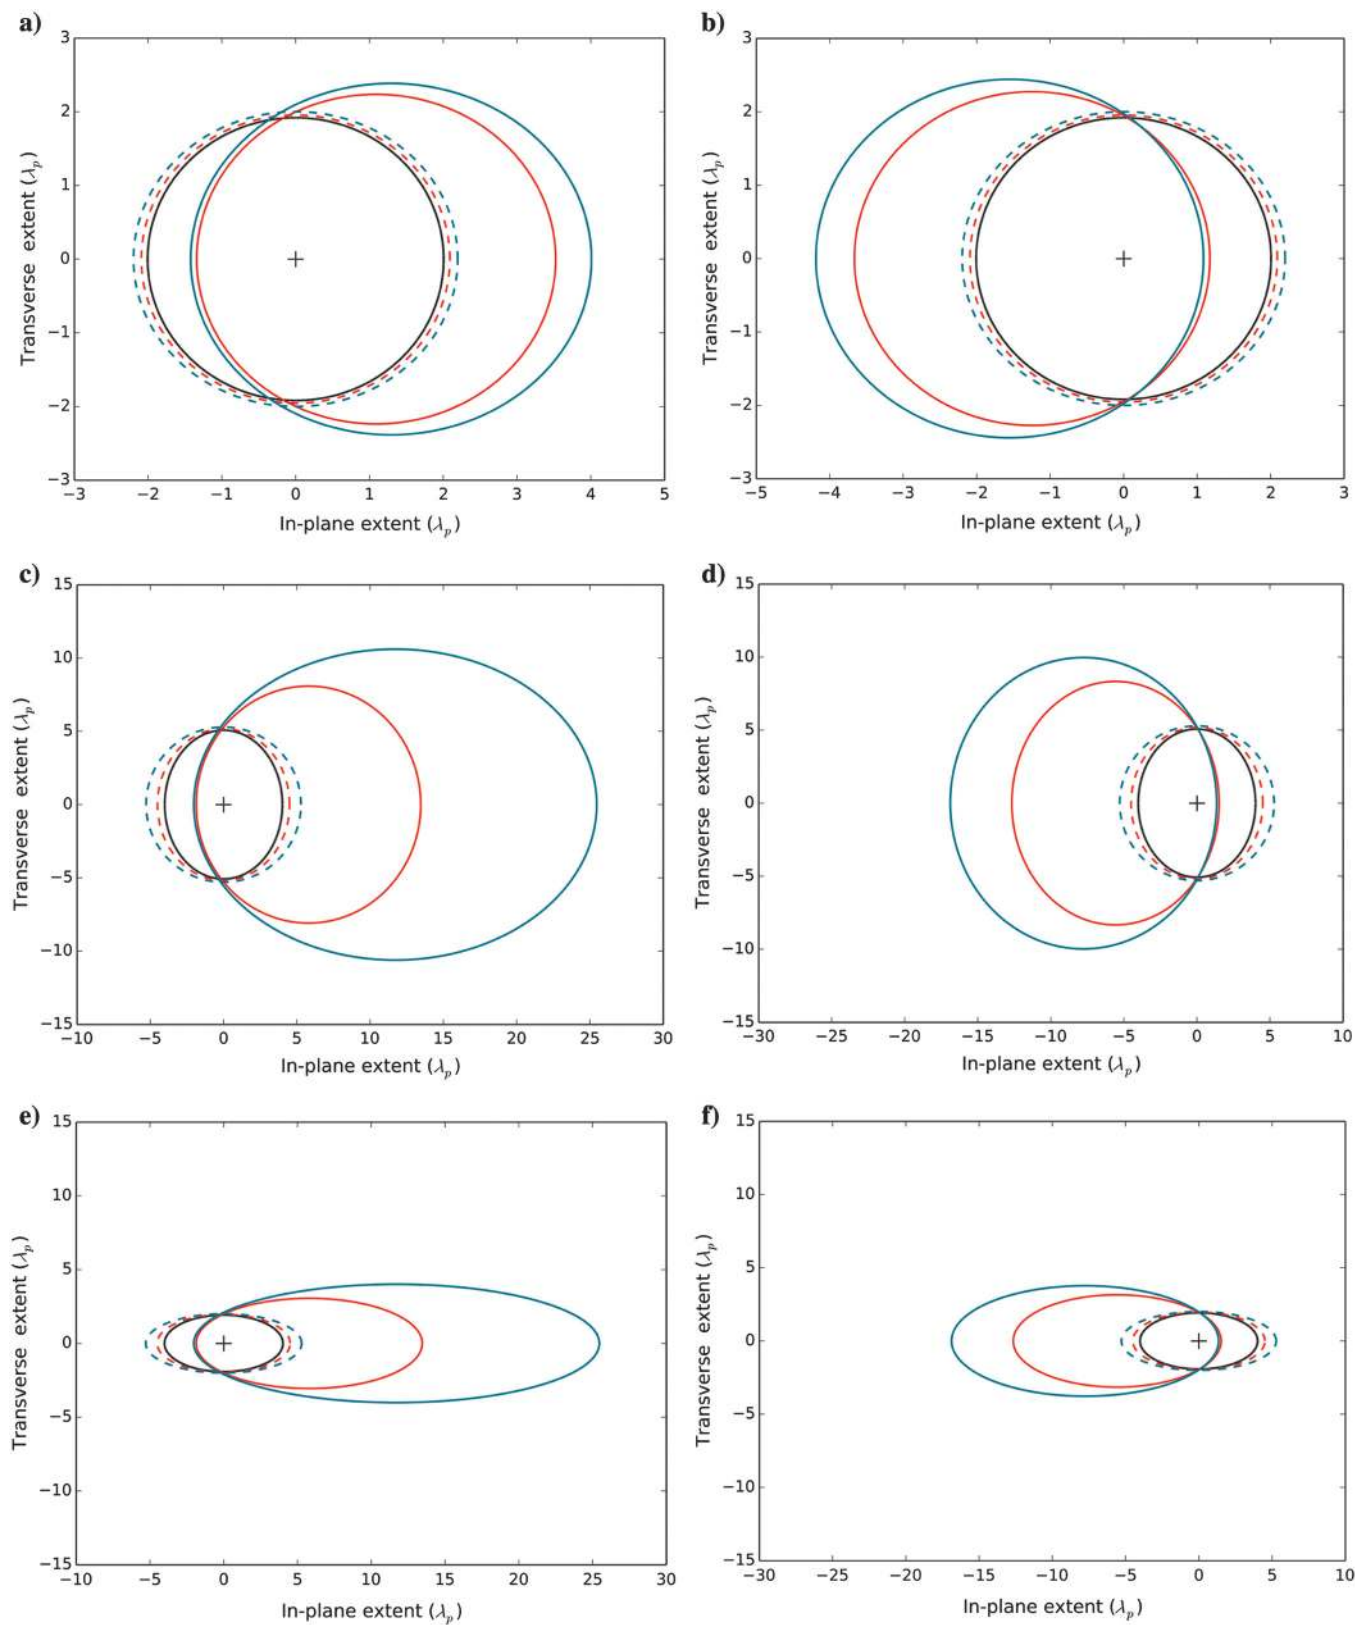 a)
3
2
1
0
−1
−2
−3
Transverse extent (λp)
−3 −2 −1 0 1 2 3 4 5
In-plane extent (λp)
b)
3
2
1
0
−1
−2
−3
Transverse extent (λp)
−5 −4 −3 −2 −1 0 1 2 3
In-plane extent (λp)
c)
15
10
5
0
−5
−10
−15
Transverse extent (λp)
−10 −5 0 5 10 15 20 25 30
In-plane extent (λp)
d)
15
10
5
0
−5
−10
−15
Transverse extent (λp)
−30 −25 −20 −15 −10 −5 0 5 10
In-plane extent (λp)
e)
15
10
5
0
−5
−10
−15
Transverse extent (λp)
−10 −5 0 5 10 15 20 25 30
In-plane extent (λp)
f)
15
10
5
0
−5
−10
−15
Transverse extent (λp)
−30 −25 −20 −15 −10 −5 0 5 10
In-plane extent (λp)